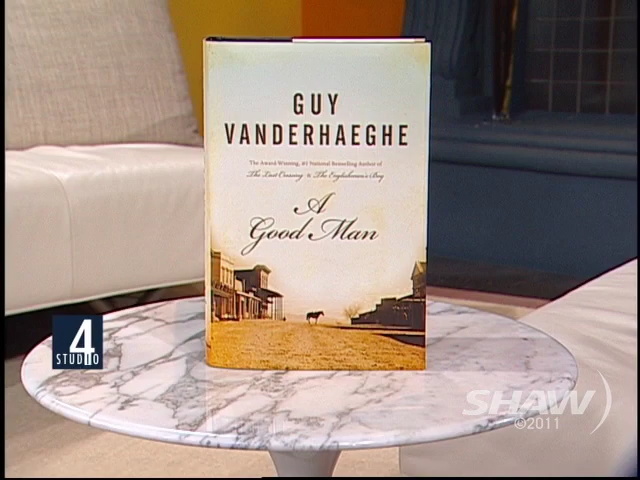 GUY
VANDERHAEGHE
The Award-Winning, #1 National Bestselling Author of
The Last Crossing & The Englishman's Boy
A
Good Man
4
STUDIO
SHAW)
©2011